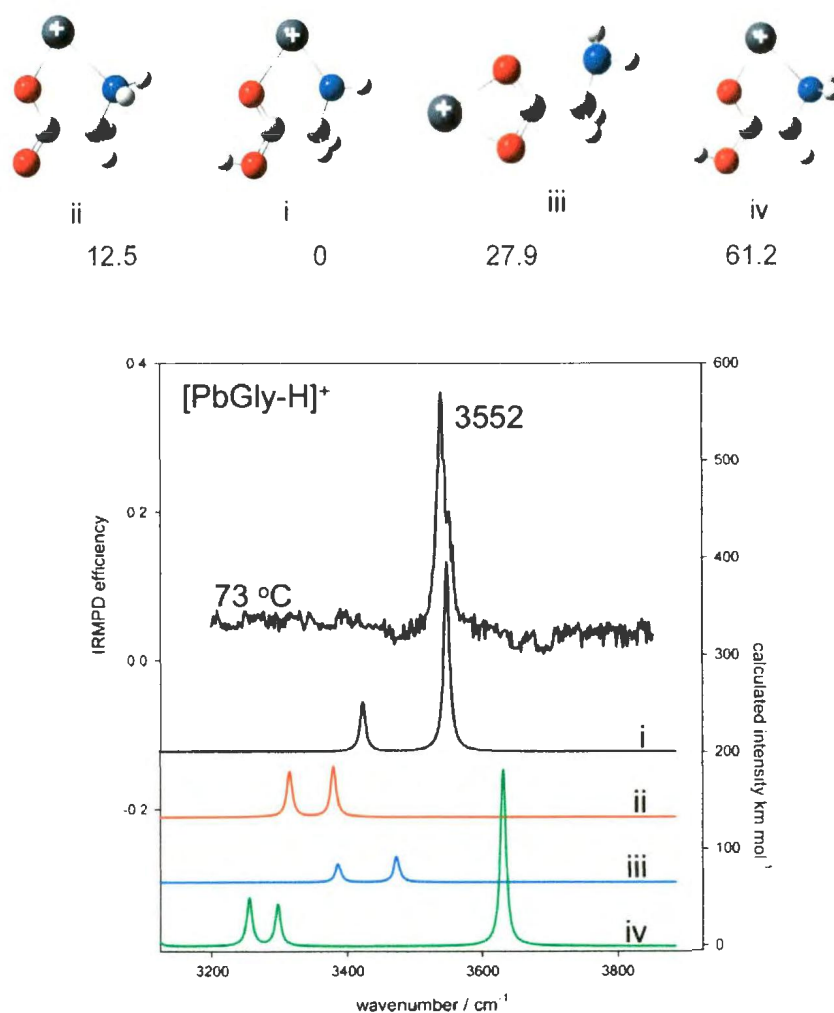 + + + +
ii i iii iv
12.5 0 27.9 61.2
0 4
600
[PbGly-H]+
3552
500
0 2
400
IRMPD efficiency
73 °C
300
0.0
calculated intensity km mol-1
i
200
-0.2
ii
100
iii
iv
0
3200 3400 3600 3800
wavenumber / cm-1